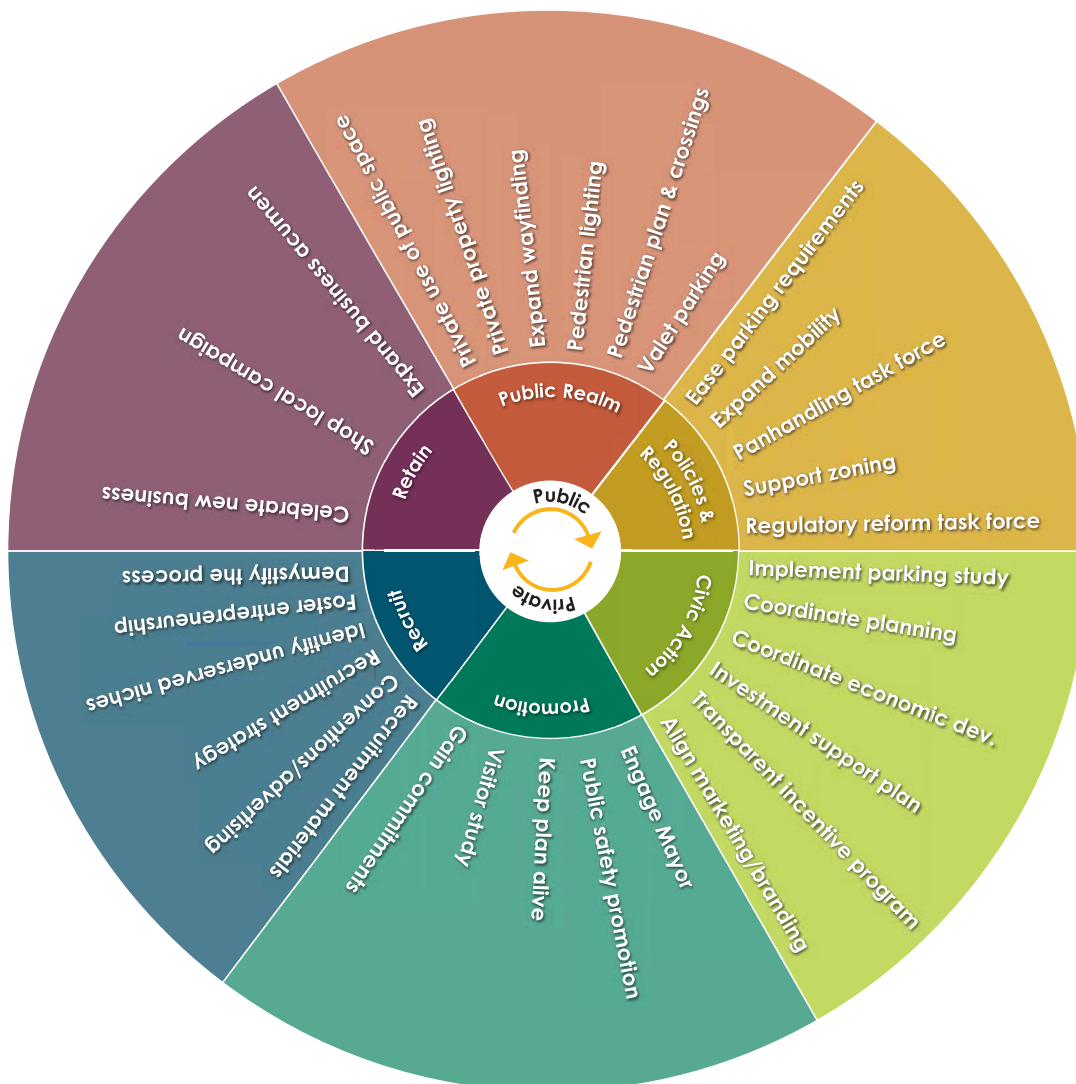 Public
Private
Public Realm
Private use of public space
Private property lighting
Expand wayfinding
Pedestrian lighting
Pedestrian plan & crossings
Valet parking
Policies &
Regulation
Ease parking requirements
Expand mobility
Panhandling task force
Support zoning
Regulatory reform task force
Civic Action
Implement parking study
Coordinate planning
Coordinate economic dev.
Investment support plan
Transparent incentive program
Align marketing/branding
Promotion
Engage Mayor
Public safety promotion
Keep plan alive
Visitor study
Gain commitments
Recruit
Recruitment materials
Conventions/advertising
Recruitment strategy
Identify underserved niches
Foster entrepreneurship
Demystify the process
Retain
Celebrate new business
Shop local campaign
Expand business acumen